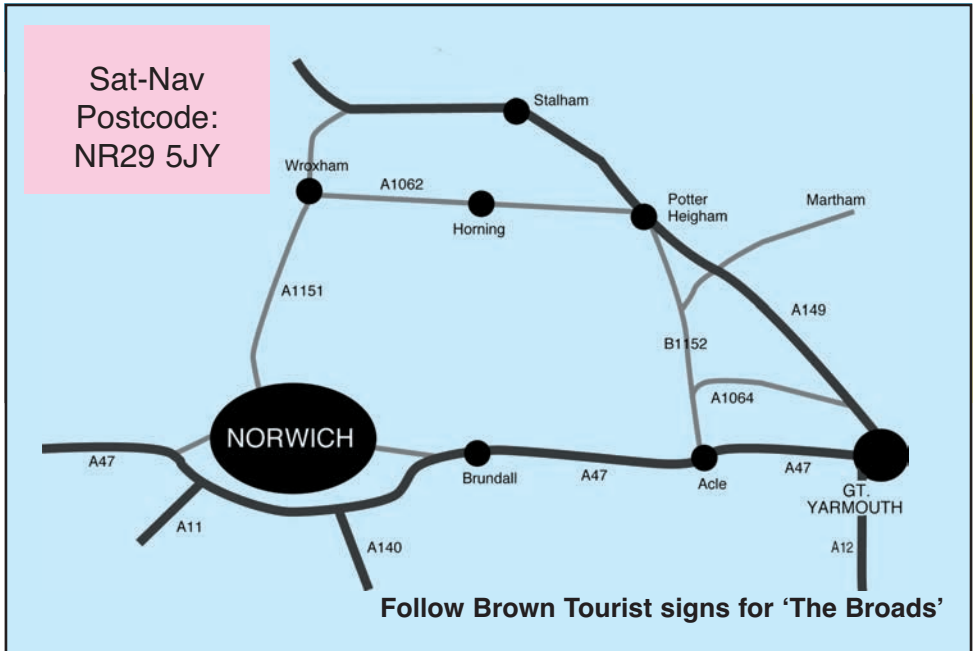 Sat-Nav
Postcode:
NR29 5JY
Stalham
Wroxham
A1062
Horning
Potter
Heigham
Martham
A1151
A149
B1152
A1064
NORWICH
A47
Brundall
A47
Acle
A47
GT.
YARMOUTH
A11
A140
A12
Follow Brown Tourist signs for ‘The Broads’